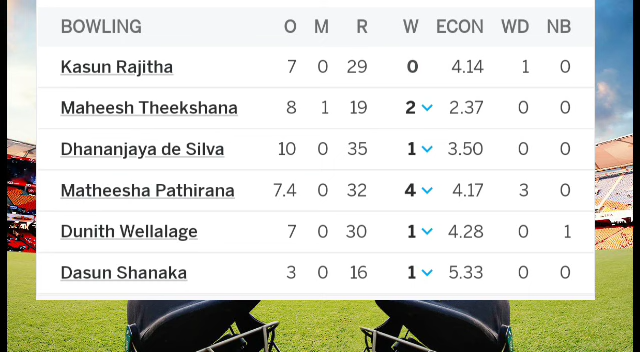 BOWLING O M R W ECON WD NB
Kasun Rajitha 7 0 29 0 4.14 1 0
Maheesh Theekshana 8 1 19 2 2.37 0 0
Dhananjaya de Silva 10 0 35 1 3.50 0 0
Matheesha Pathirana 7.4 0 32 4 4.17 3 0
Dunith Wellalage 7 0 30 1 4.28 0 1
Dasun Shanaka 3 0 16 1 5.33 0 0